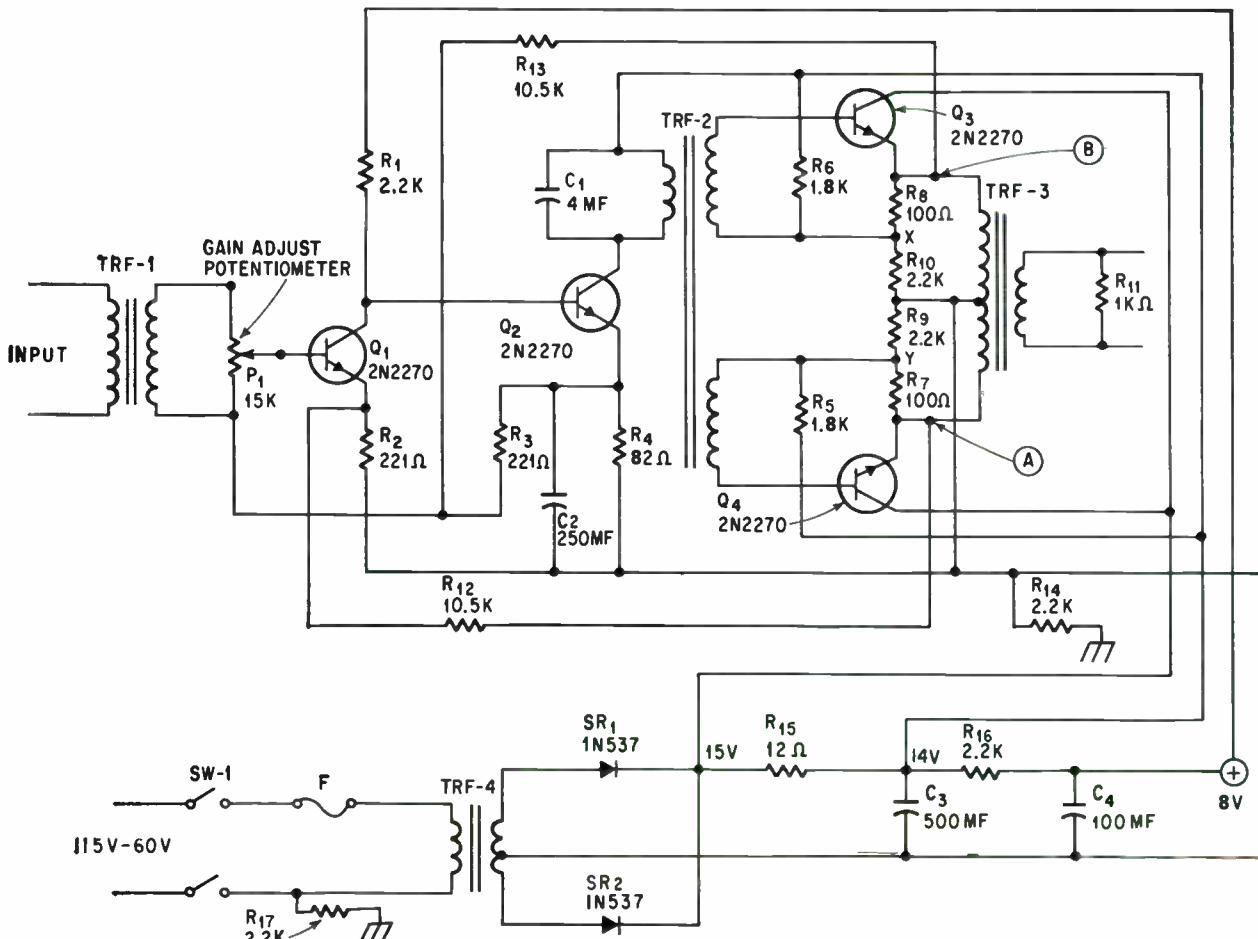 R13
10.5K
TRF-2
Q3
2N2270
B
R1
2.2K
C1
4MF
R6
1.8K
R8
100Ω
TRF-3
X
GAIN ADJUST
POTENTIOMETER
TRF-1
R10
2.2K
R11
1KΩ
INPUT
Q1
2N2270
Q2
2N2270
R9
2.2K
Y
P1
15K
R7
100Ω
R5
1.8K
R2
221Ω
R3
221Ω
R4
82Ω
A
C2
250MF
Q4
2N2270
R12
10.5K
R14
2.2K
SR1
1N537
15V
R15
12Ω
14V
R16
2.2K
SW-1
F
TRF-4
C3
500MF
C4
100MF
+
8V
115V-60V
SR2
1N537
R17
2.2K